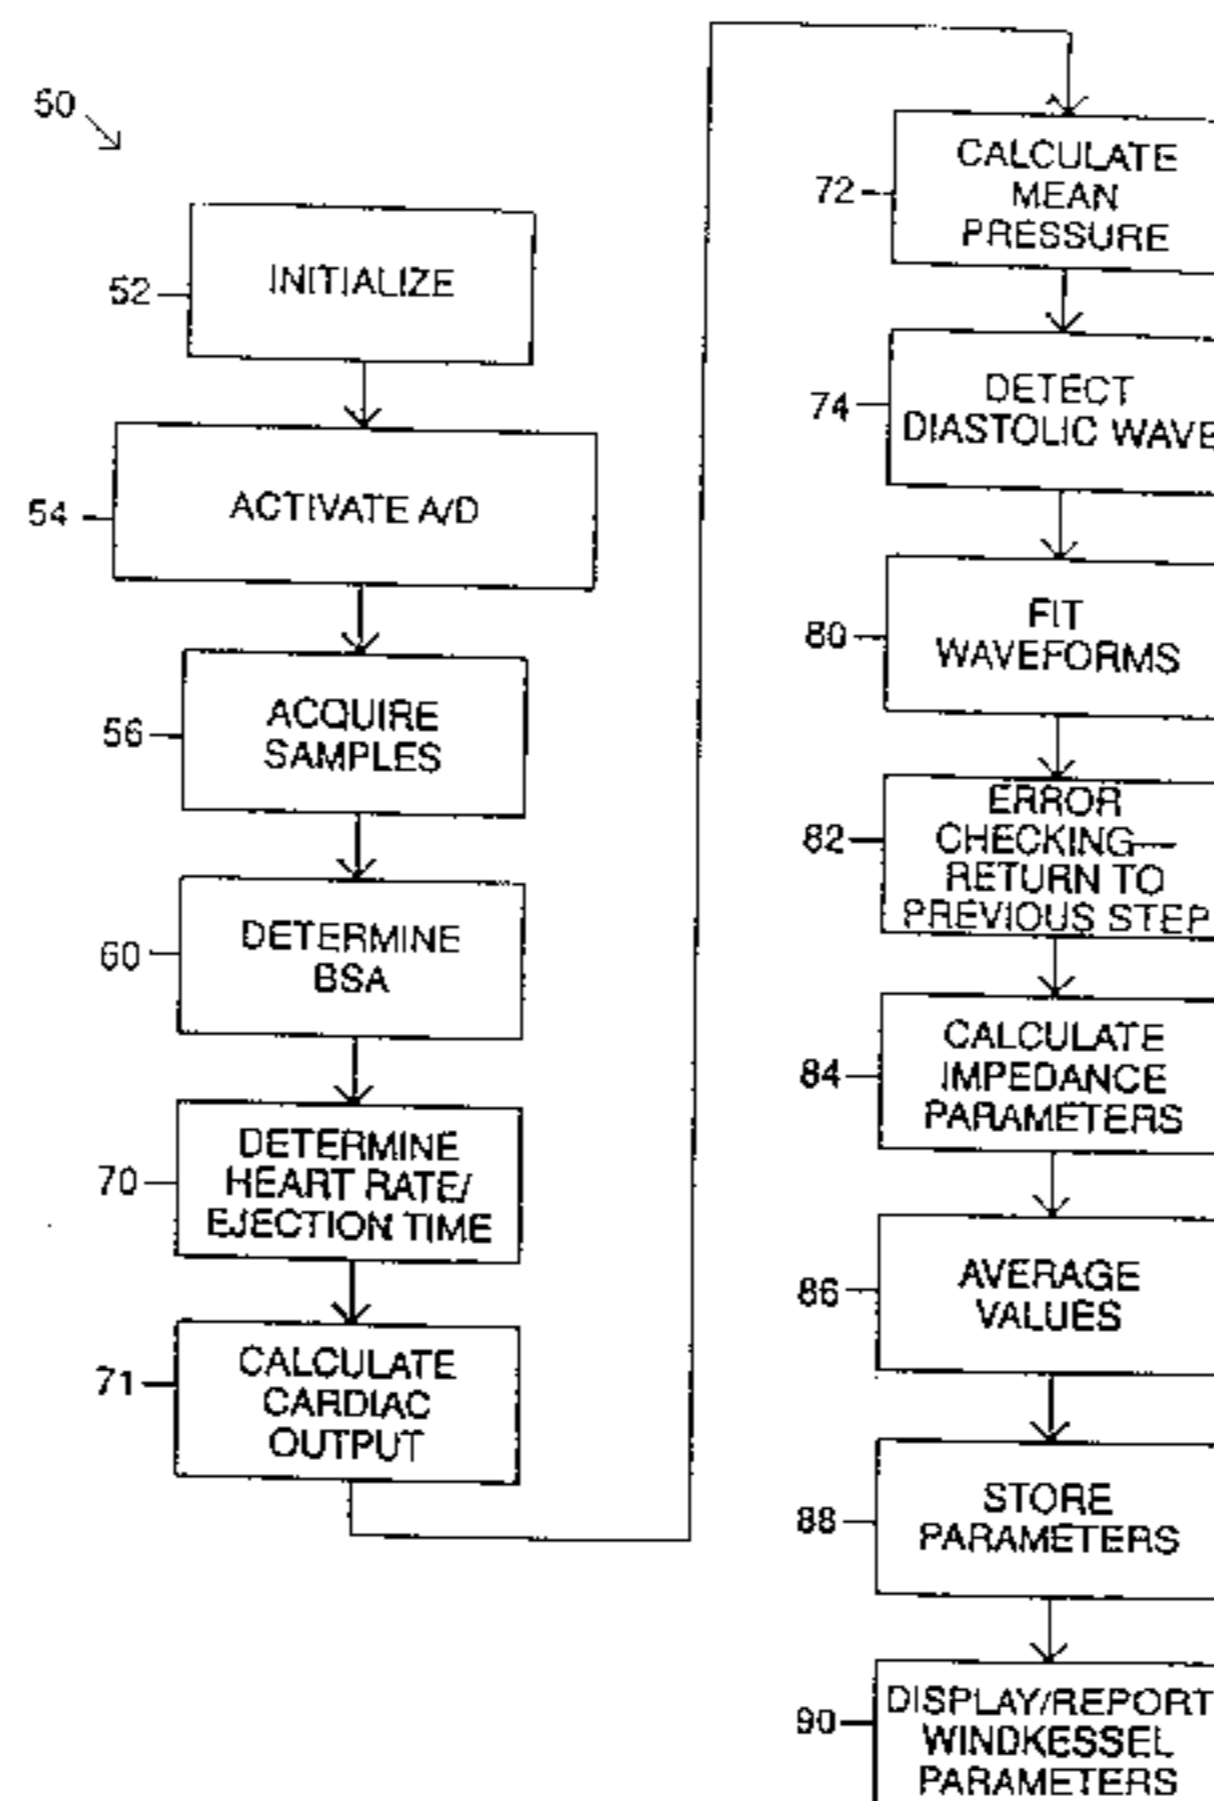 50
52
INITIALIZE
54
ACTIVATE A/D
56
ACQUIRE
SAMPLES
60
DETERMINE
BSA
70
DETERMINE
HEART RATE/
EJECTION TIME
71
CALCULATE
CARDIAC
OUTPUT
72
CALCULATE
MEAN
PRESSURE
74
DETECT
DIASTOLIC WAVE
80
FIT
WAVEFORMS
82
ERROR
CHECKING—
RETURN TO
PREVIOUS STEP
84
CALCULATE
IMPEDANCE
PARAMETERS
86
AVERAGE
VALUES
88
STORE
PARAMETERS
90
DISPLAY/REPORT
WINDKESSEL
PARAMETERS